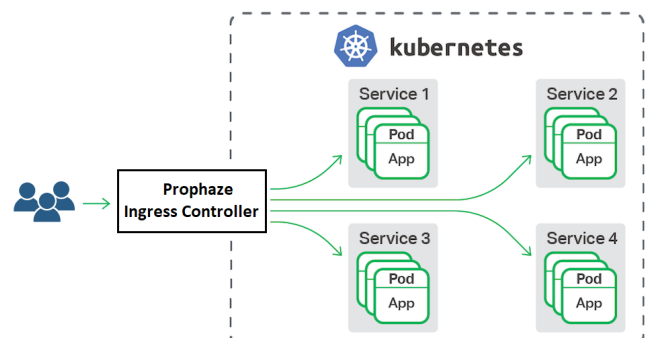 kubernetes
Service 1
Service 2
Pod
App
Pod
App
Prophaze
Ingress Controller
Service 3
Service 4
Pod
App
Pod
App